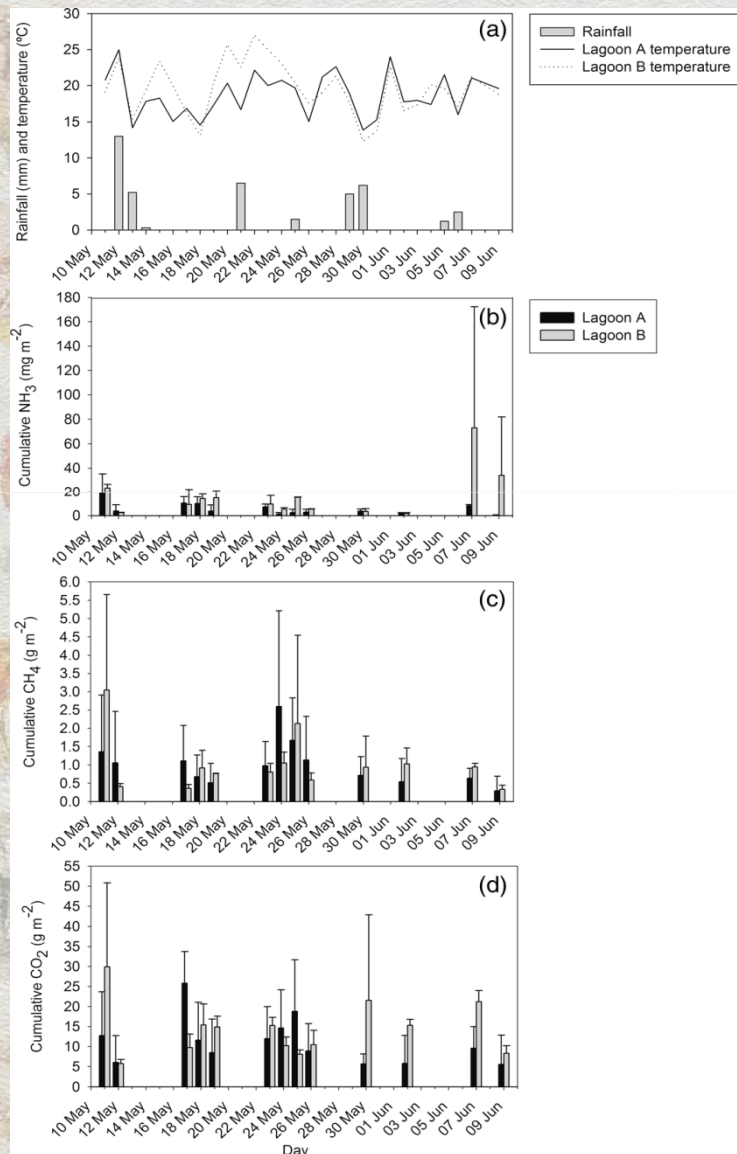 30
25
20
15
10
5
0
Rainfall (mm) and temperature (ºC)
(a)
Rainfall
Lagoon A temperature
Lagoon B temperature
10 May 12 May 14 May 16 May 18 May 20 May 22 May 24 May 26 May 28 May 30 May 01 Jun 03 Jun 05 Jun 07 Jun 09 Jun
180
160
140
120
100
80
60
40
20
0
Cumulative NH₃ (mg m⁻²)
(b)
Lagoon A
Lagoon B
10 May 12 May 14 May 16 May 18 May 20 May 22 May 24 May 26 May 28 May 30 May 01 Jun 03 Jun 05 Jun 07 Jun 09 Jun
6.0
5.5
5.0
4.5
4.0
3.5
3.0
2.5
2.0
1.5
1.0
0.5
0.0
Cumulative CH₄ (g m⁻²)
(c)
10 May 12 May 14 May 16 May 18 May 20 May 22 May 24 May 26 May 28 May 30 May 01 Jun 03 Jun 05 Jun 07 Jun 09 Jun
55
50
45
40
35
30
25
20
15
10
5
0
Cumulative CO₂ (g m⁻²)
(d)
10 May 12 May 14 May 16 May 18 May 20 May 22 May 24 May 26 May 28 May 30 May 01 Jun 03 Jun 05 Jun 07 Jun 09 Jun
Day